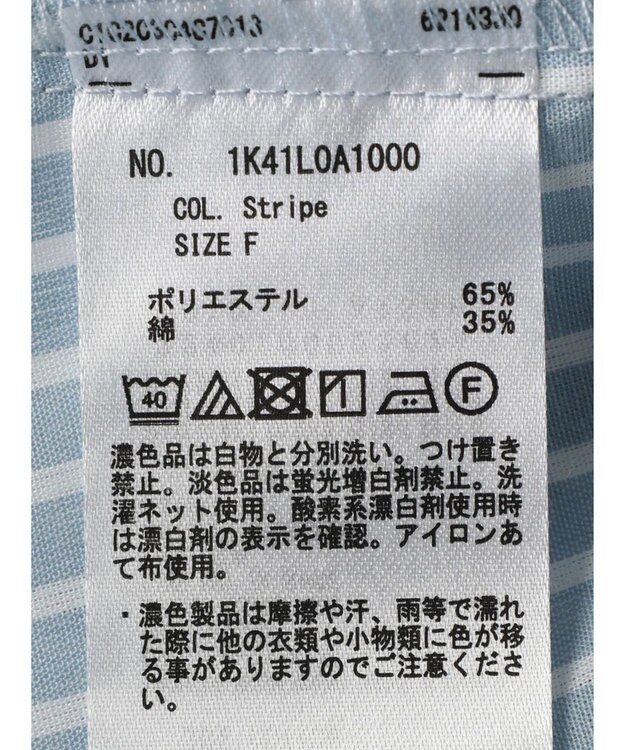 NO. 1K41L0A1000
COL. Stripe
SIZE F
ポリエステル 65%
綿 35%
40
F
濃色品は白物と分別洗い。つけ置き
禁止。淡色品は蛍光増白剤禁止。洗
濯ネット使用。酸素系漂白剤使用時
は漂白剤の表示を確認。アイロンあ
て布使用。
・濃色製品は摩擦や汗、雨等で濡れ
た際に他の衣類や小物類に色が移
る事がありますのでご注意くださ
い。